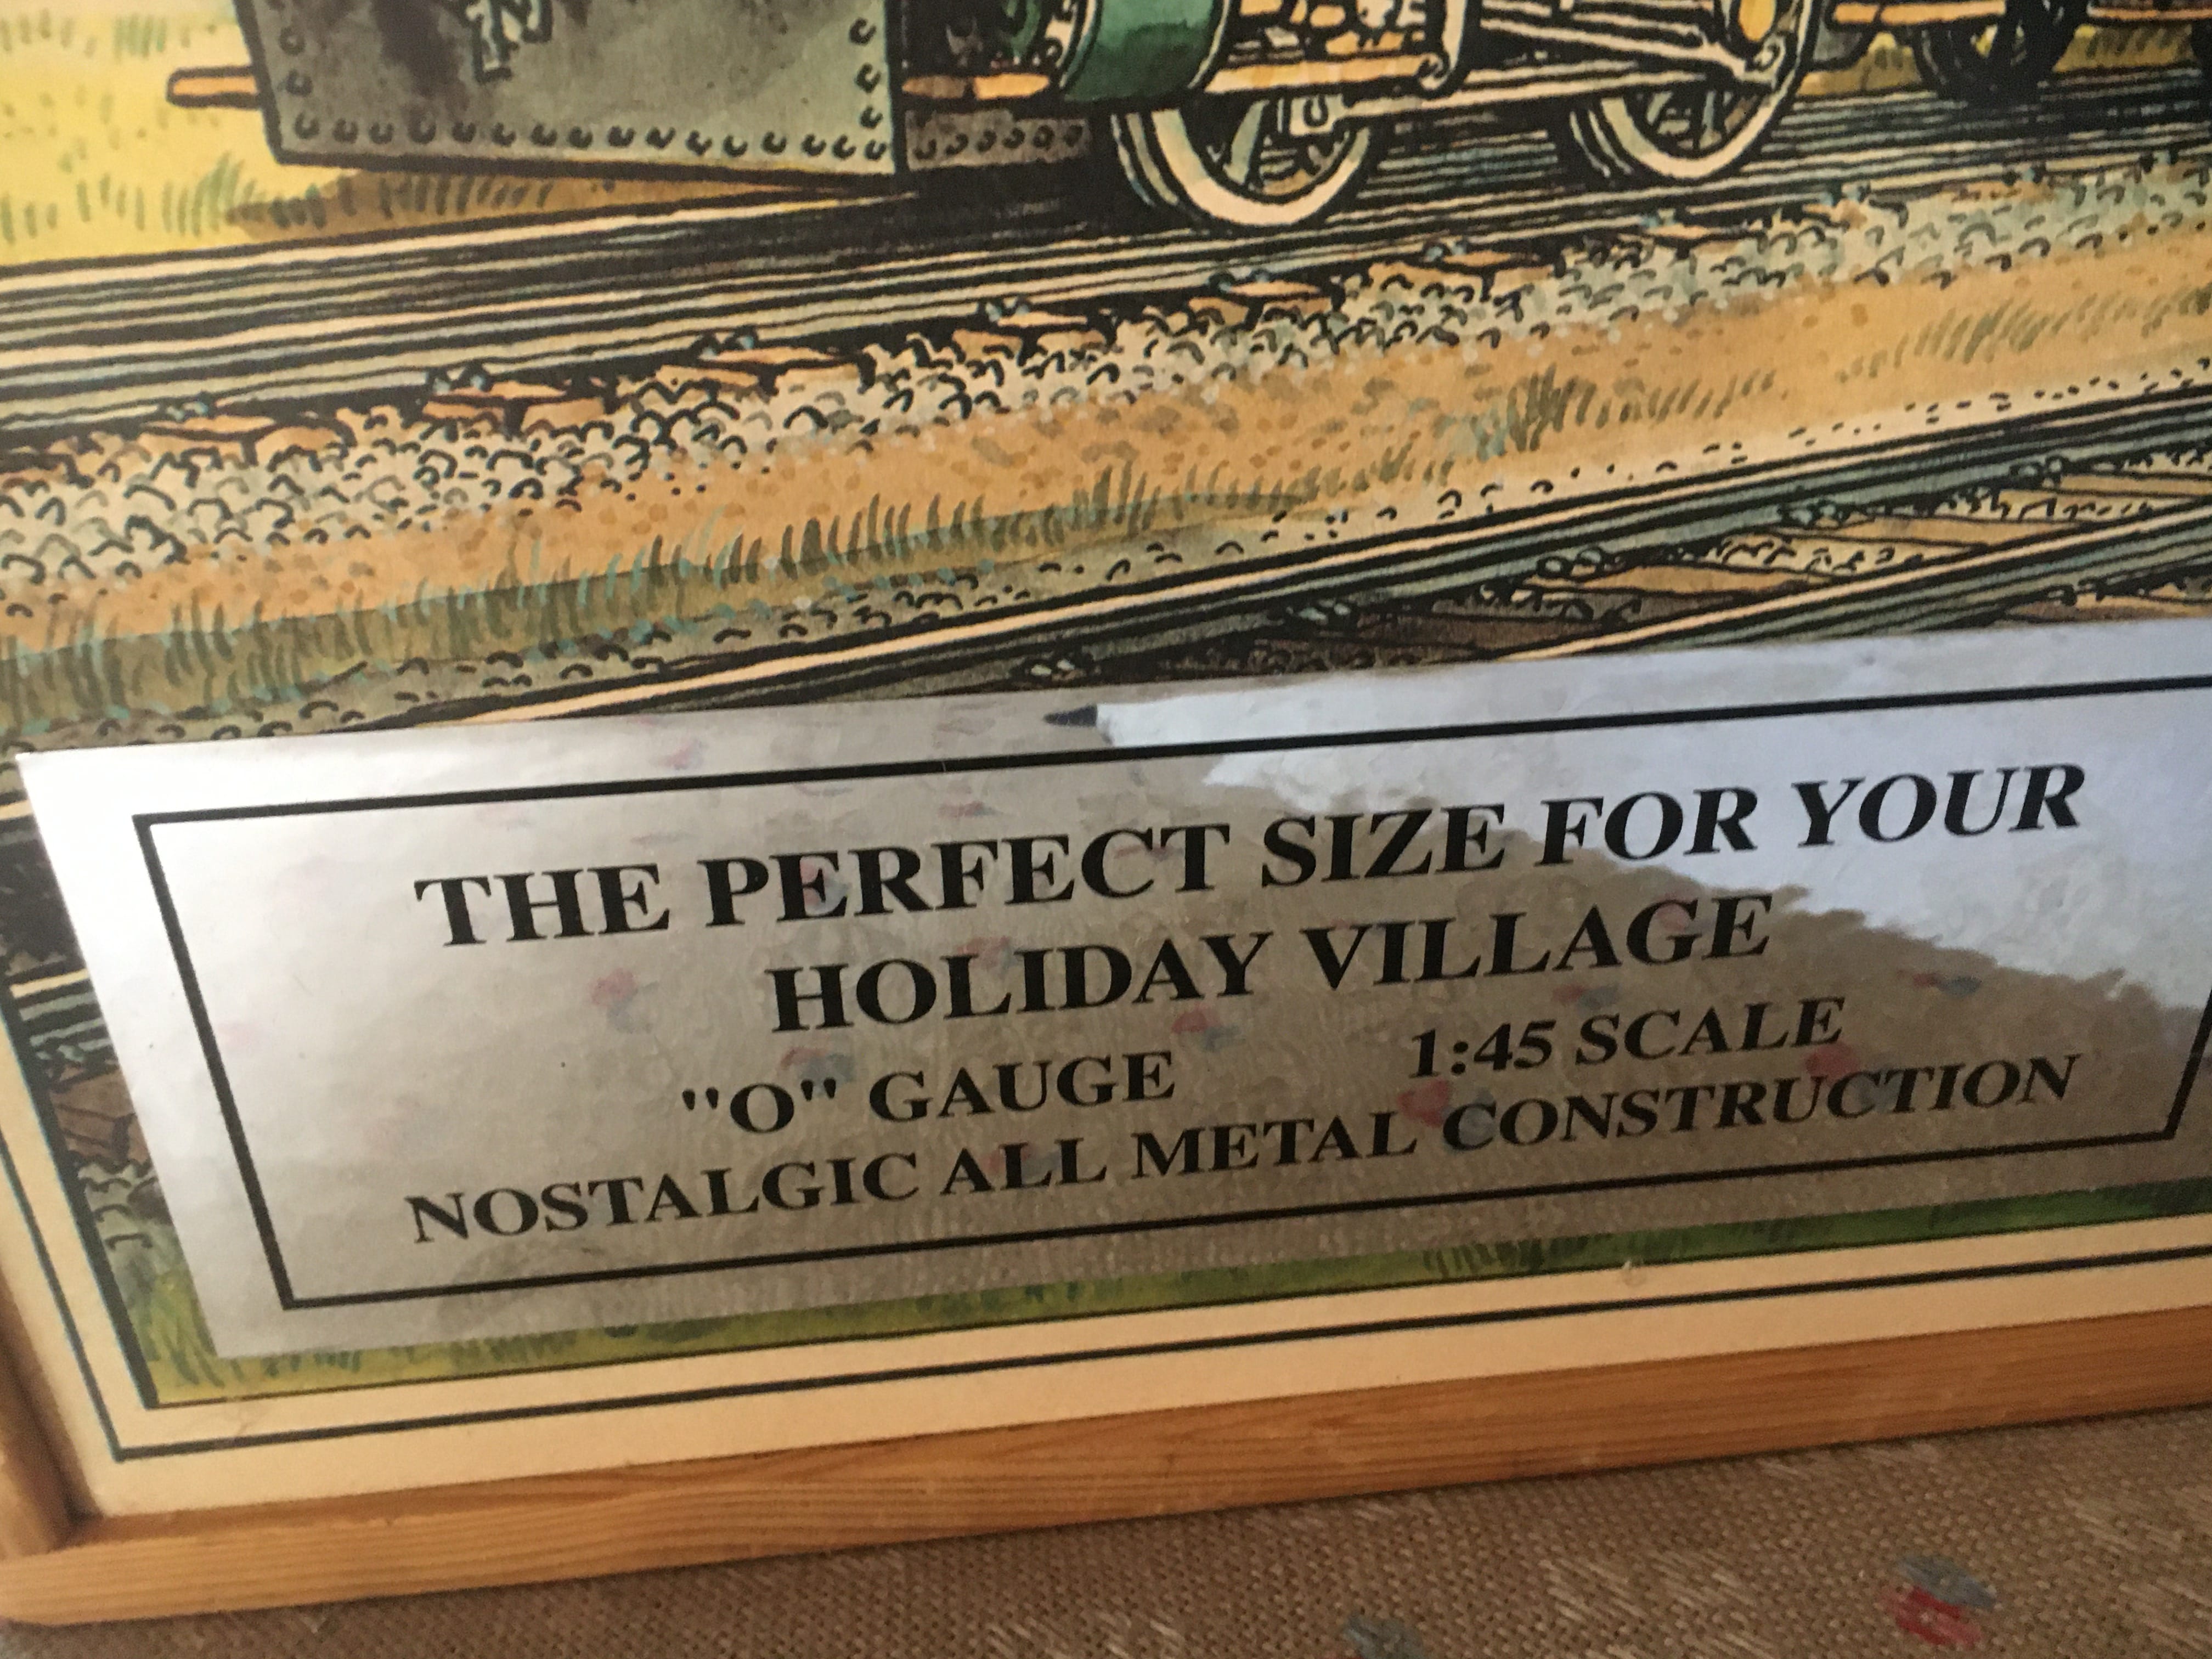 THE PERFECT SIZE FOR YOUR
HOLIDAY VILLAGE
"O" GAUGE 1:45 SCALE
NOSTALGIC ALL METAL CONSTRUCTION